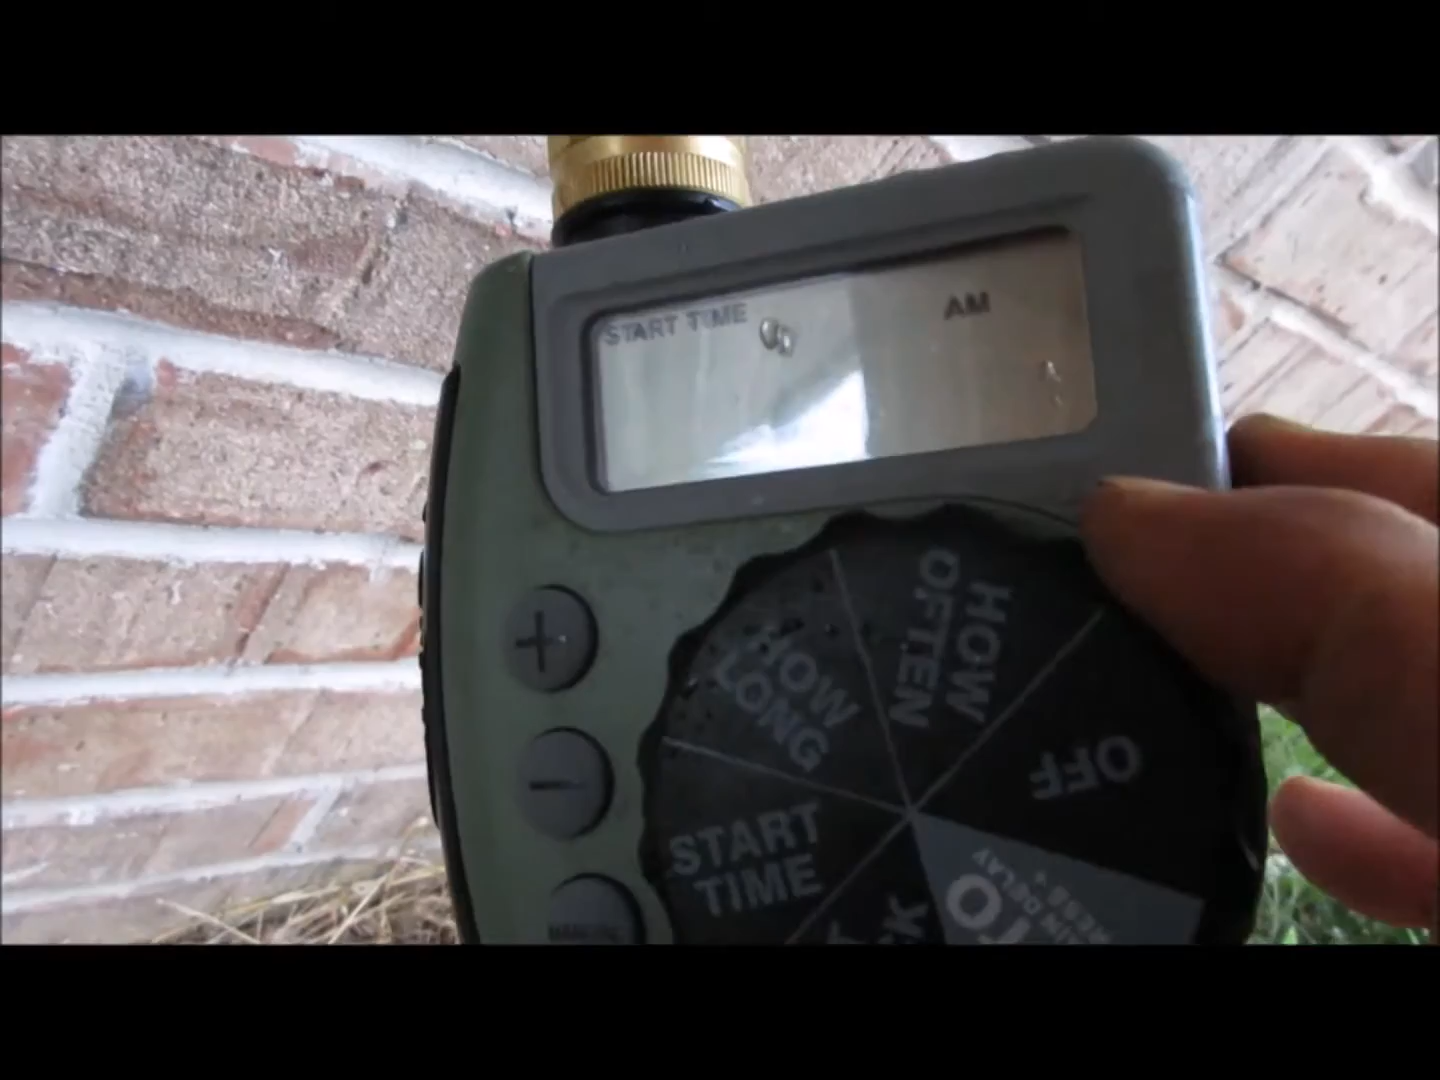 START TIME
AM
+
-
HOW
OFTEN
HOW
LONG
OFF
START
TIME